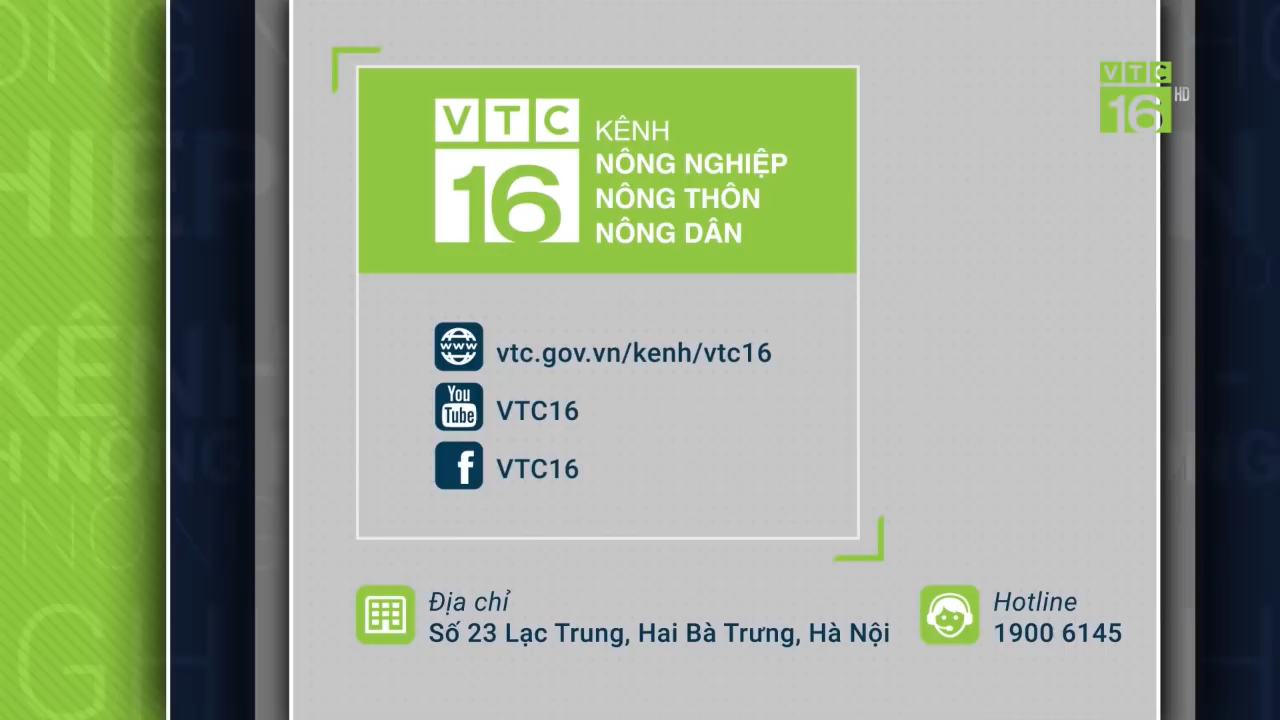 VTC
16
KÊNH
NÔNG NGHIỆP
NÔNG THÔN
NÔNG DÂN
VTC
16 HD
www
vtc.gov.vn/kenh/vtc16
You
Tube
VTC16
f
VTC16
Địa chỉ
Số 23 Lạc Trung, Hai Bà Trưng, Hà Nội
Hotline
1900 6145